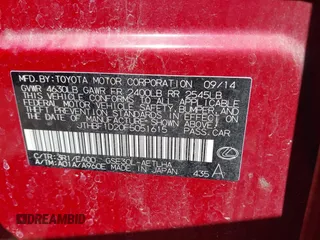 MFD BY: TOYOTA MOTOR CORPORATION 09/14
GVWR 4630LB GAWR FR 2400LB RR 2545LB
THIS VEHICLE CONFORMS TO ALL APPLICABLE
FEDERAL MOTOR VEHICLE SAFETY, BUMPER, AND
THEFT PREVENTION STANDARDS IN EFFECT ON THE
DATE OF MANUFACTURE SHOWN ABOVE.
JTHBF1D20F5051615 PASS. CAR
C/TR: 3R1/EA00 GSE30L-AETLHA
A/TM: A01A/A960E MADE IN JAPAN 435 A
DREAMBID